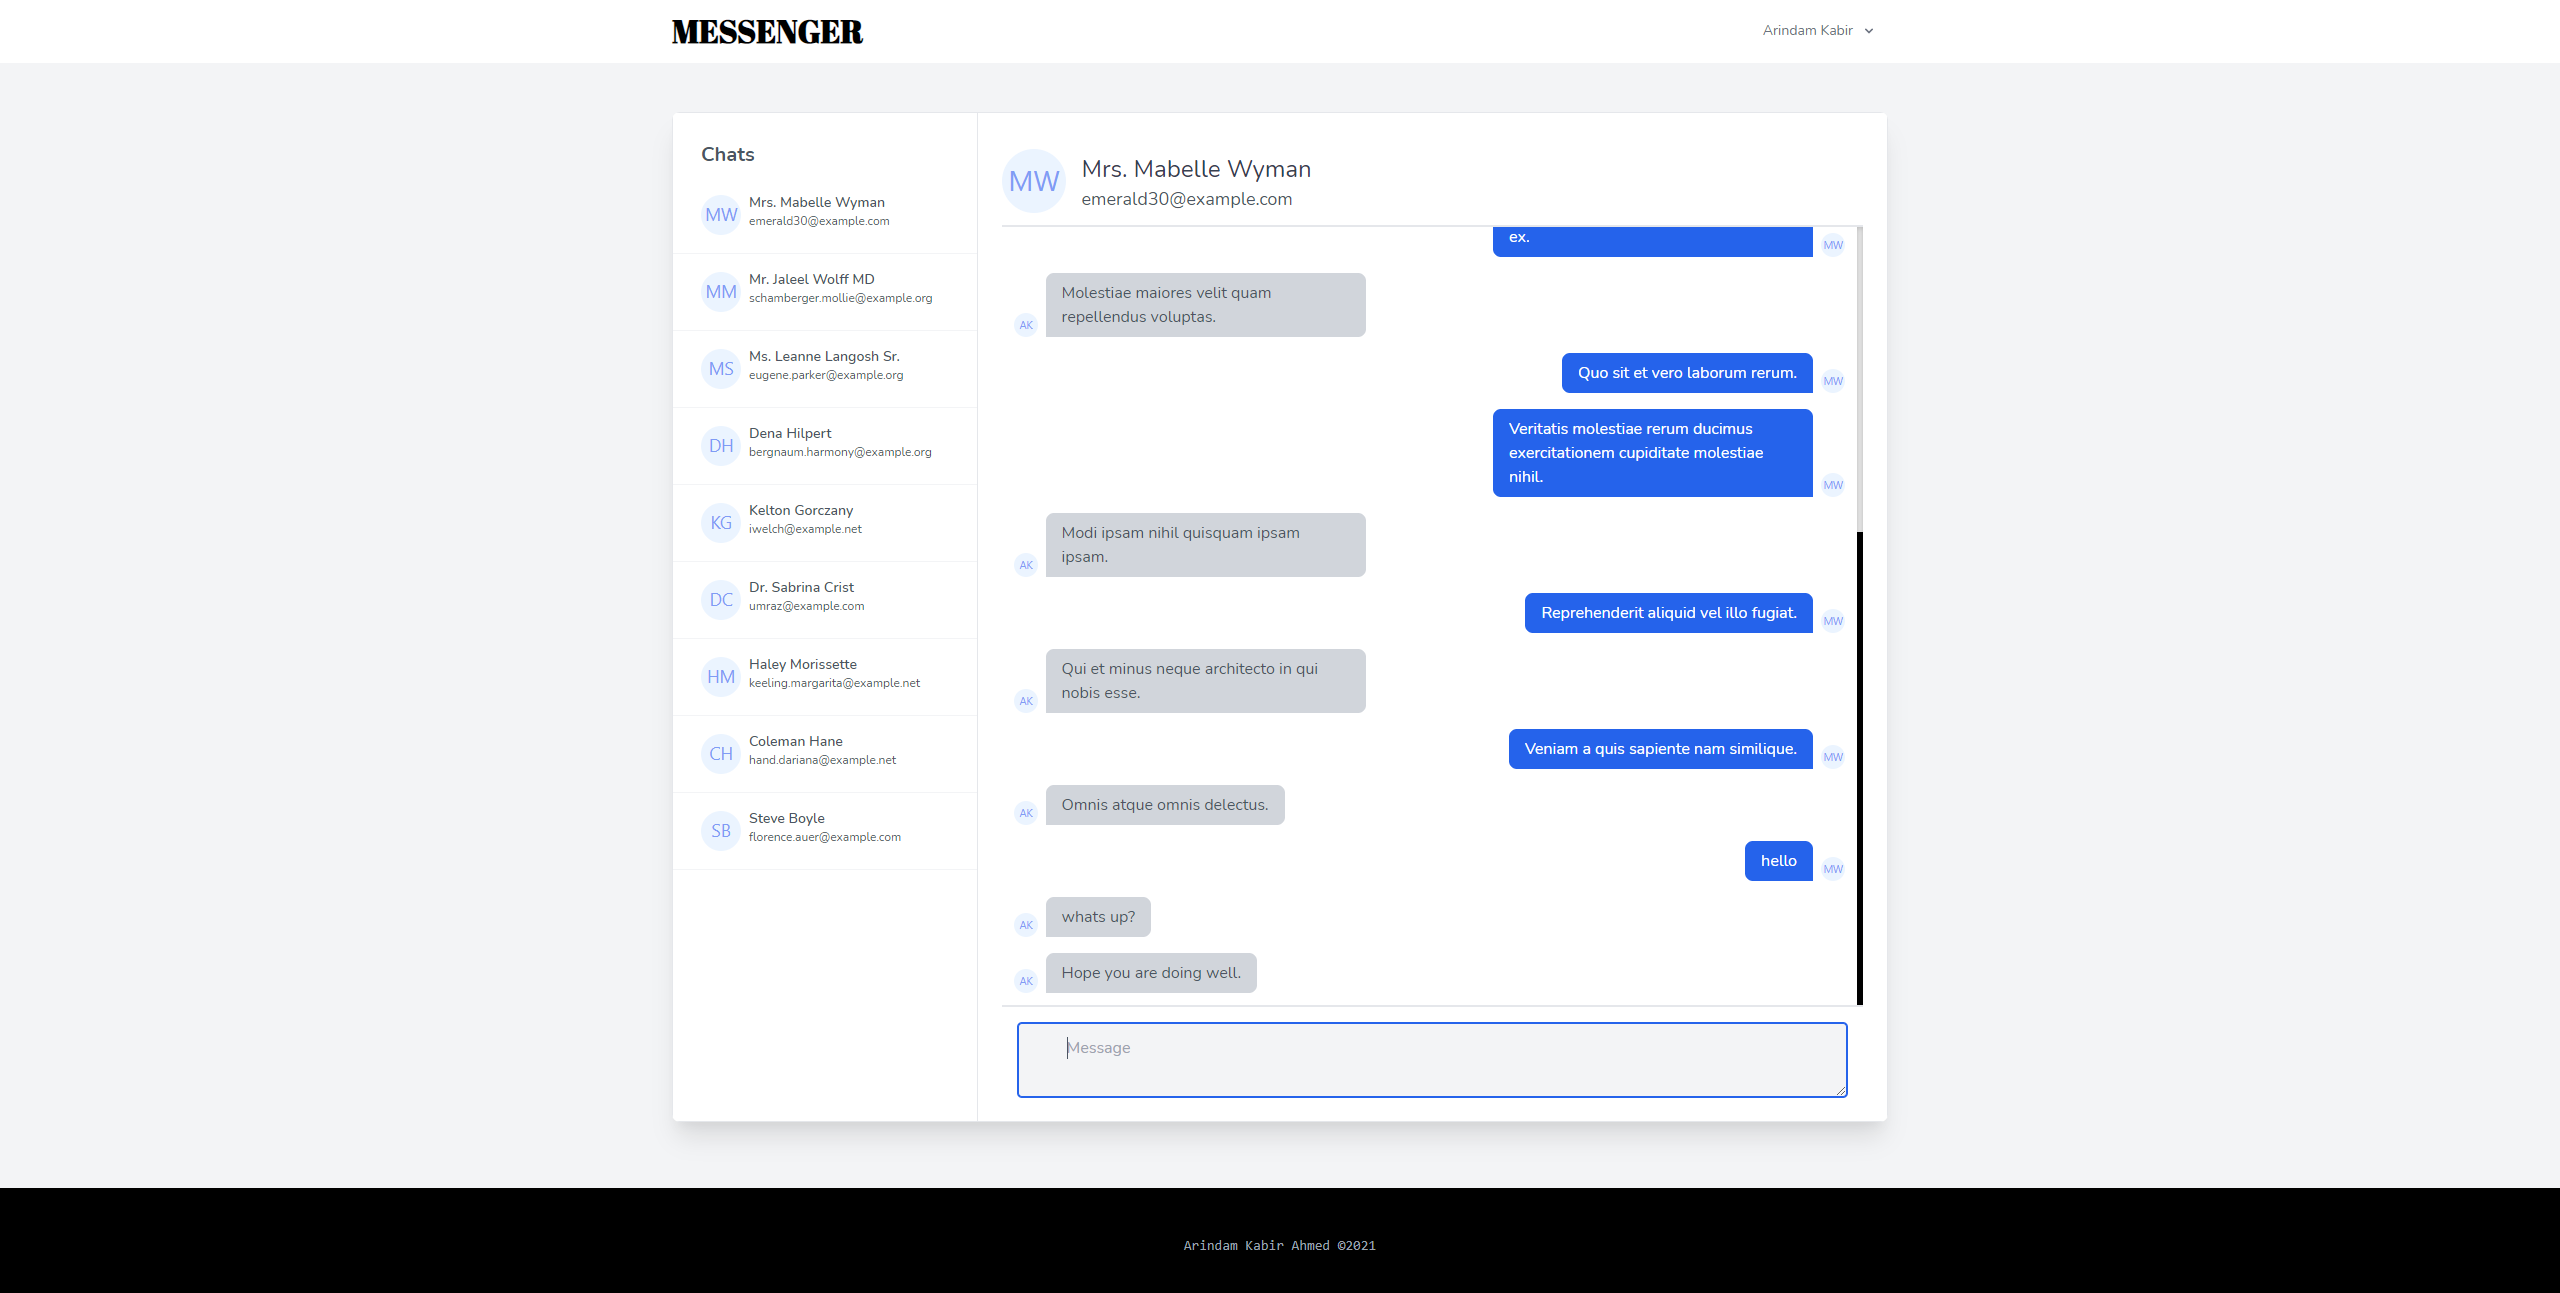 MESSENGER
Arindam Kabir
Chats
MW
Mrs. Mabelle Wyman
emerald30@example.com
MM
Mr. Jaleel Wolff MD
schamberger.mollie@example.org
MS
Ms. Leanne Langosh Sr.
eugene.parker@example.org
DH
Dena Hilpert
bergnaum.harmony@example.org
KG
Kelton Gorczany
iwelch@example.net
DC
Dr. Sabrina Crist
umraz@example.com
HM
Haley Morissette
keeling.margarita@example.net
CH
Coleman Hane
hand.dariana@example.net
SB
Steve Boyle
florence.auer@example.com
MW
Mrs. Mabelle Wyman
emerald30@example.com
ex.
MW
Molestiae maiores velit quam
repellendus voluptas.
AK
Quo sit et vero laborum rerum.
MW
Veritatis molestiae rerum ducimus
exercitationem cupiditate molestiae
nihil.
MW
Modi ipsam nihil quisquam ipsam
ipsam.
AK
Reprehenderit aliquid vel illo fugiat.
MW
Qui et minus neque architecto in qui
nobis esse.
AK
Veniam a quis sapiente nam similique.
MW
Omnis atque omnis delectus.
AK
hello
MW
whats up?
AK
Hope you are doing well.
AK
Message
Arindam Kabir Ahmed ©2021